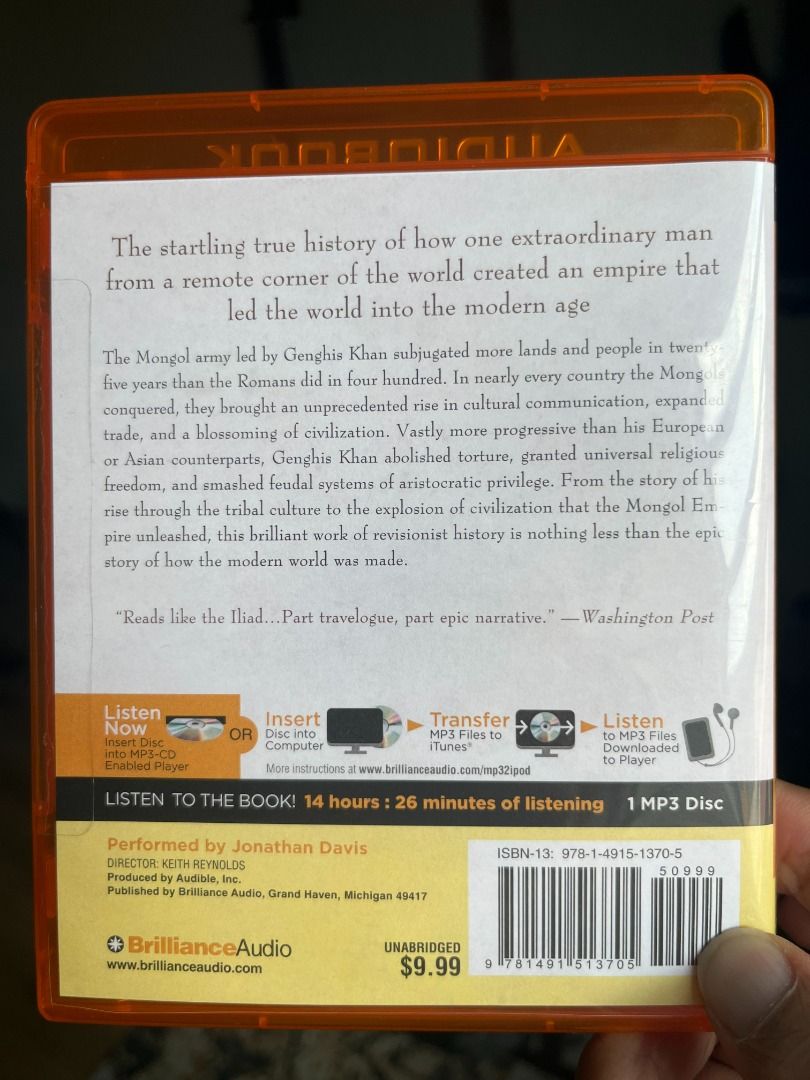 AUDIOBOOK
The startling true history of how one extraordinary man
from a remote corner of the world created an empire that
led the world into the modern age
The Mongol army led by Genghis Khan subjugated more lands and people in twenty-
five years than the Romans did in four hundred. In nearly every country the Mongols
conquered, they brought an unprecedented rise in cultural communication, expanded
trade, and a blossoming of civilization. Vastly more progressive than his European
or Asian counterparts, Genghis Khan abolished torture, granted universal religious
freedom, and smashed feudal systems of aristocratic privilege. From the story of his
rise through the tribal culture to the explosion of civilization that the Mongol Em-
pire unleashed, this brilliant work of revisionist history is nothing less than the epic
story of how the modern world was made.
“Reads like the Iliad...Part travelogue, part epic narrative.” —Washington Post
Listen
Now
Insert Disc
into MP3-CD
Enabled Player
OR
Insert
Disc into
Computer
Transfer
MP3 Files to
iTunes®
Listen
to MP3 Files
Downloaded
to Player
More instructions at www.brillianceaudio.com/mp32ipod
LISTEN TO THE BOOK! 14 hours : 26 minutes of listening 1 MP3 Disc
Performed by Jonathan Davis
DIRECTOR: KEITH REYNOLDS
Produced by Audible, Inc.
Published by Brilliance Audio, Grand Haven, Michigan 49417
BrillianceAudio
www.brillianceaudio.com
UNABRIDGED
$9.99
ISBN-13: 978-1-4915-1370-5
50999
9 781491 513705